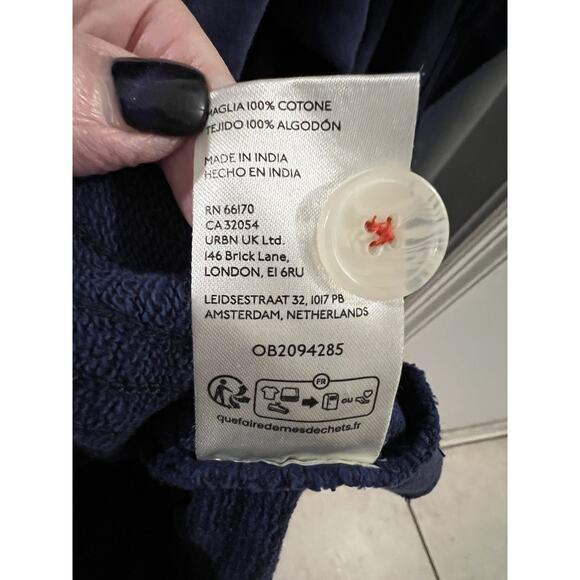 MAGLIA 100% COTONE
TEJIDO 100% ALGODÓN
MADE IN INDIA
HECHO EN INDIA
RN 66170
CA 32054
URBN UK Ltd.
146 Brick Lane,
LONDON, E1 6RU
LEIDSESTRAAT 32, 1017 PB
AMSTERDAM, NETHERLANDS
OB2094285
FR
OU
quefairedemesdechets.fr